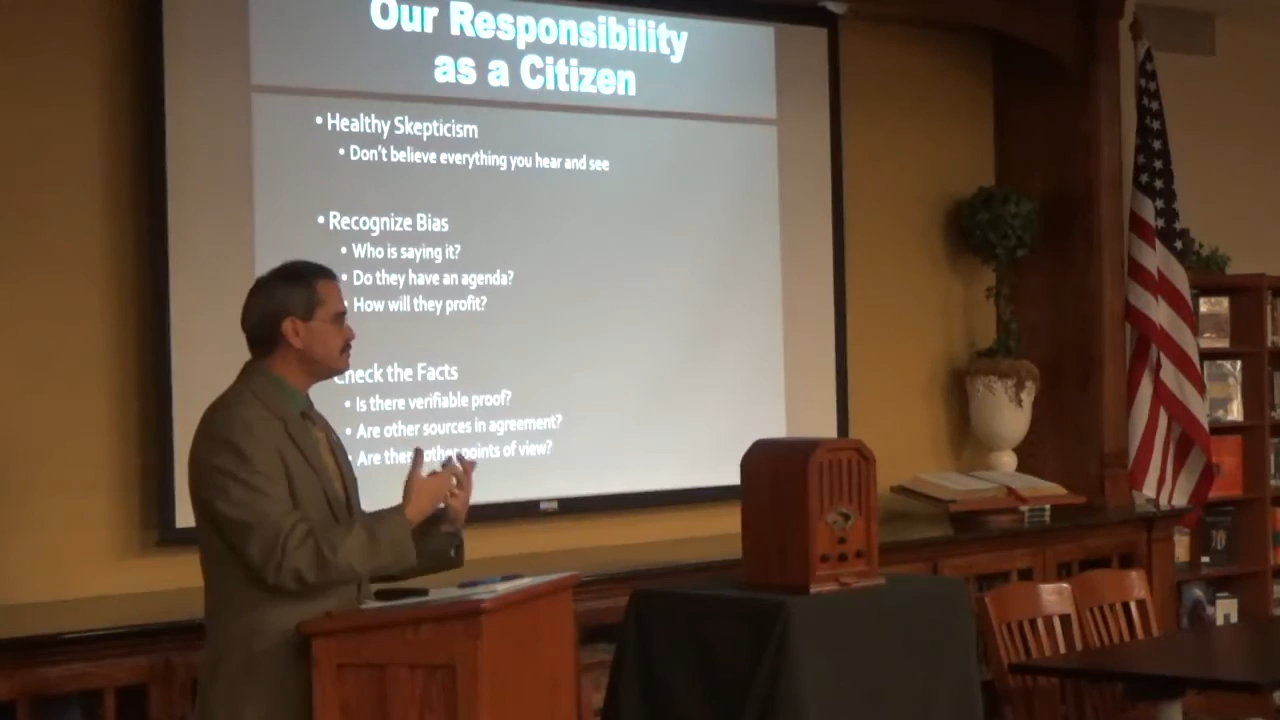 Our Responsibility
as a Citizen
• Healthy Skepticism
• Don't believe everything you hear and see
• Recognize Bias
• Who is saying it?
• Do they have an agenda?
• How will they profit?
Check the Facts
• Is there verifiable proof?
• Are other sources in agreement?
• Are there other points of view?